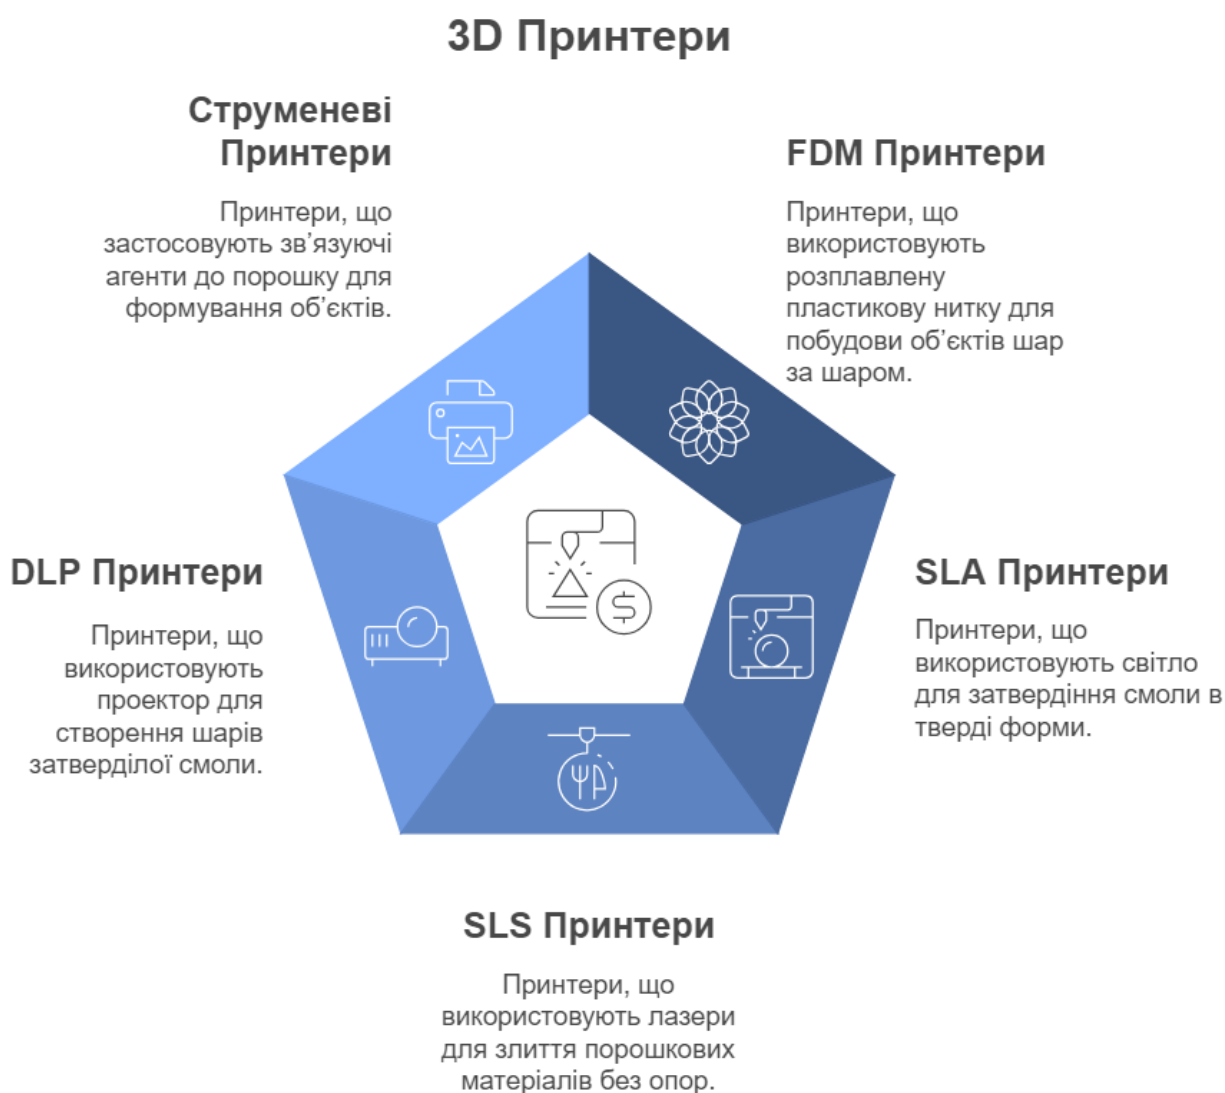 3D Принтери
Струменеві
Принтери
Принтери, що
застосовують зв’язуючі
агенти до порошку для
формування об’єктів.
FDM Принтери
Принтери, що
використовують
розплавлену
пластикову нитку для
побудови об’єктів шар
за шаром.
DLP Принтери
Принтери, що
використовують
проектор для
створення шарів
затверділої смоли.
SLA Принтери
Принтери, що
використовують світло
для затвердіння смоли в
тверді форми.
SLS Принтери
Принтери, що
використовують лазери
для злиття порошкових
матеріалів без опор.